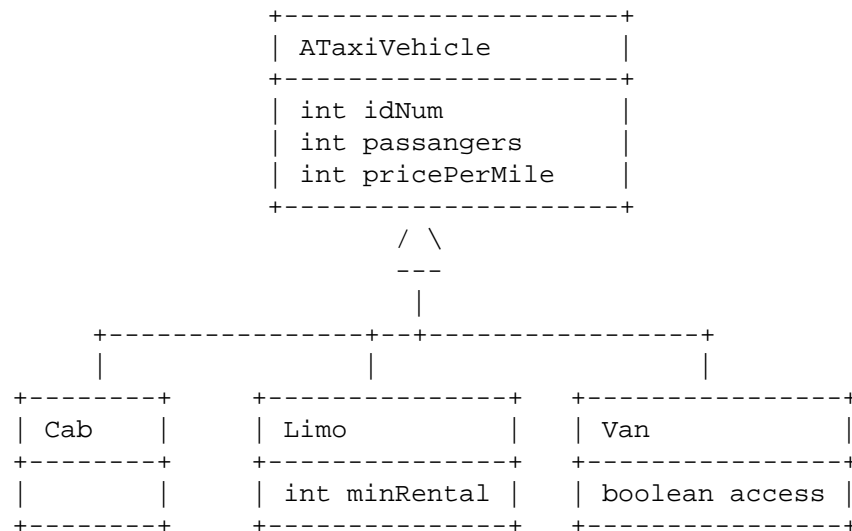 ATaxiVehicle
int idNum
int passangers
int pricePerMile
Cab Limo Van
int minRental boolean access